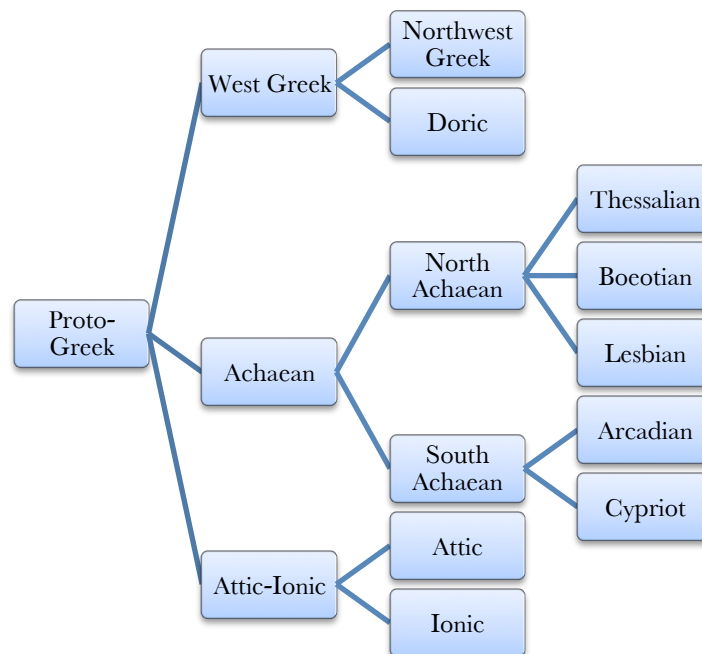 Northwest
Greek
West Greek
Doric
Thessalian
North
Achaean
Boeotian
Proto-
Greek
Lesbian
Achaean
Arcadian
South
Achaean
Cypriot
Attic
Attic-Ionic
Ionic